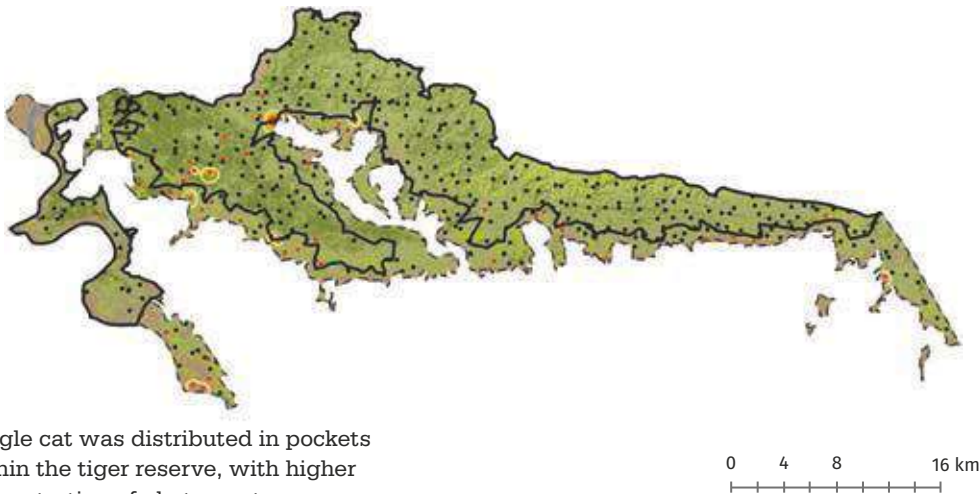 gle cat was distributed in pockets
hin the tiger reserve, with higher
0 4 8 16 km